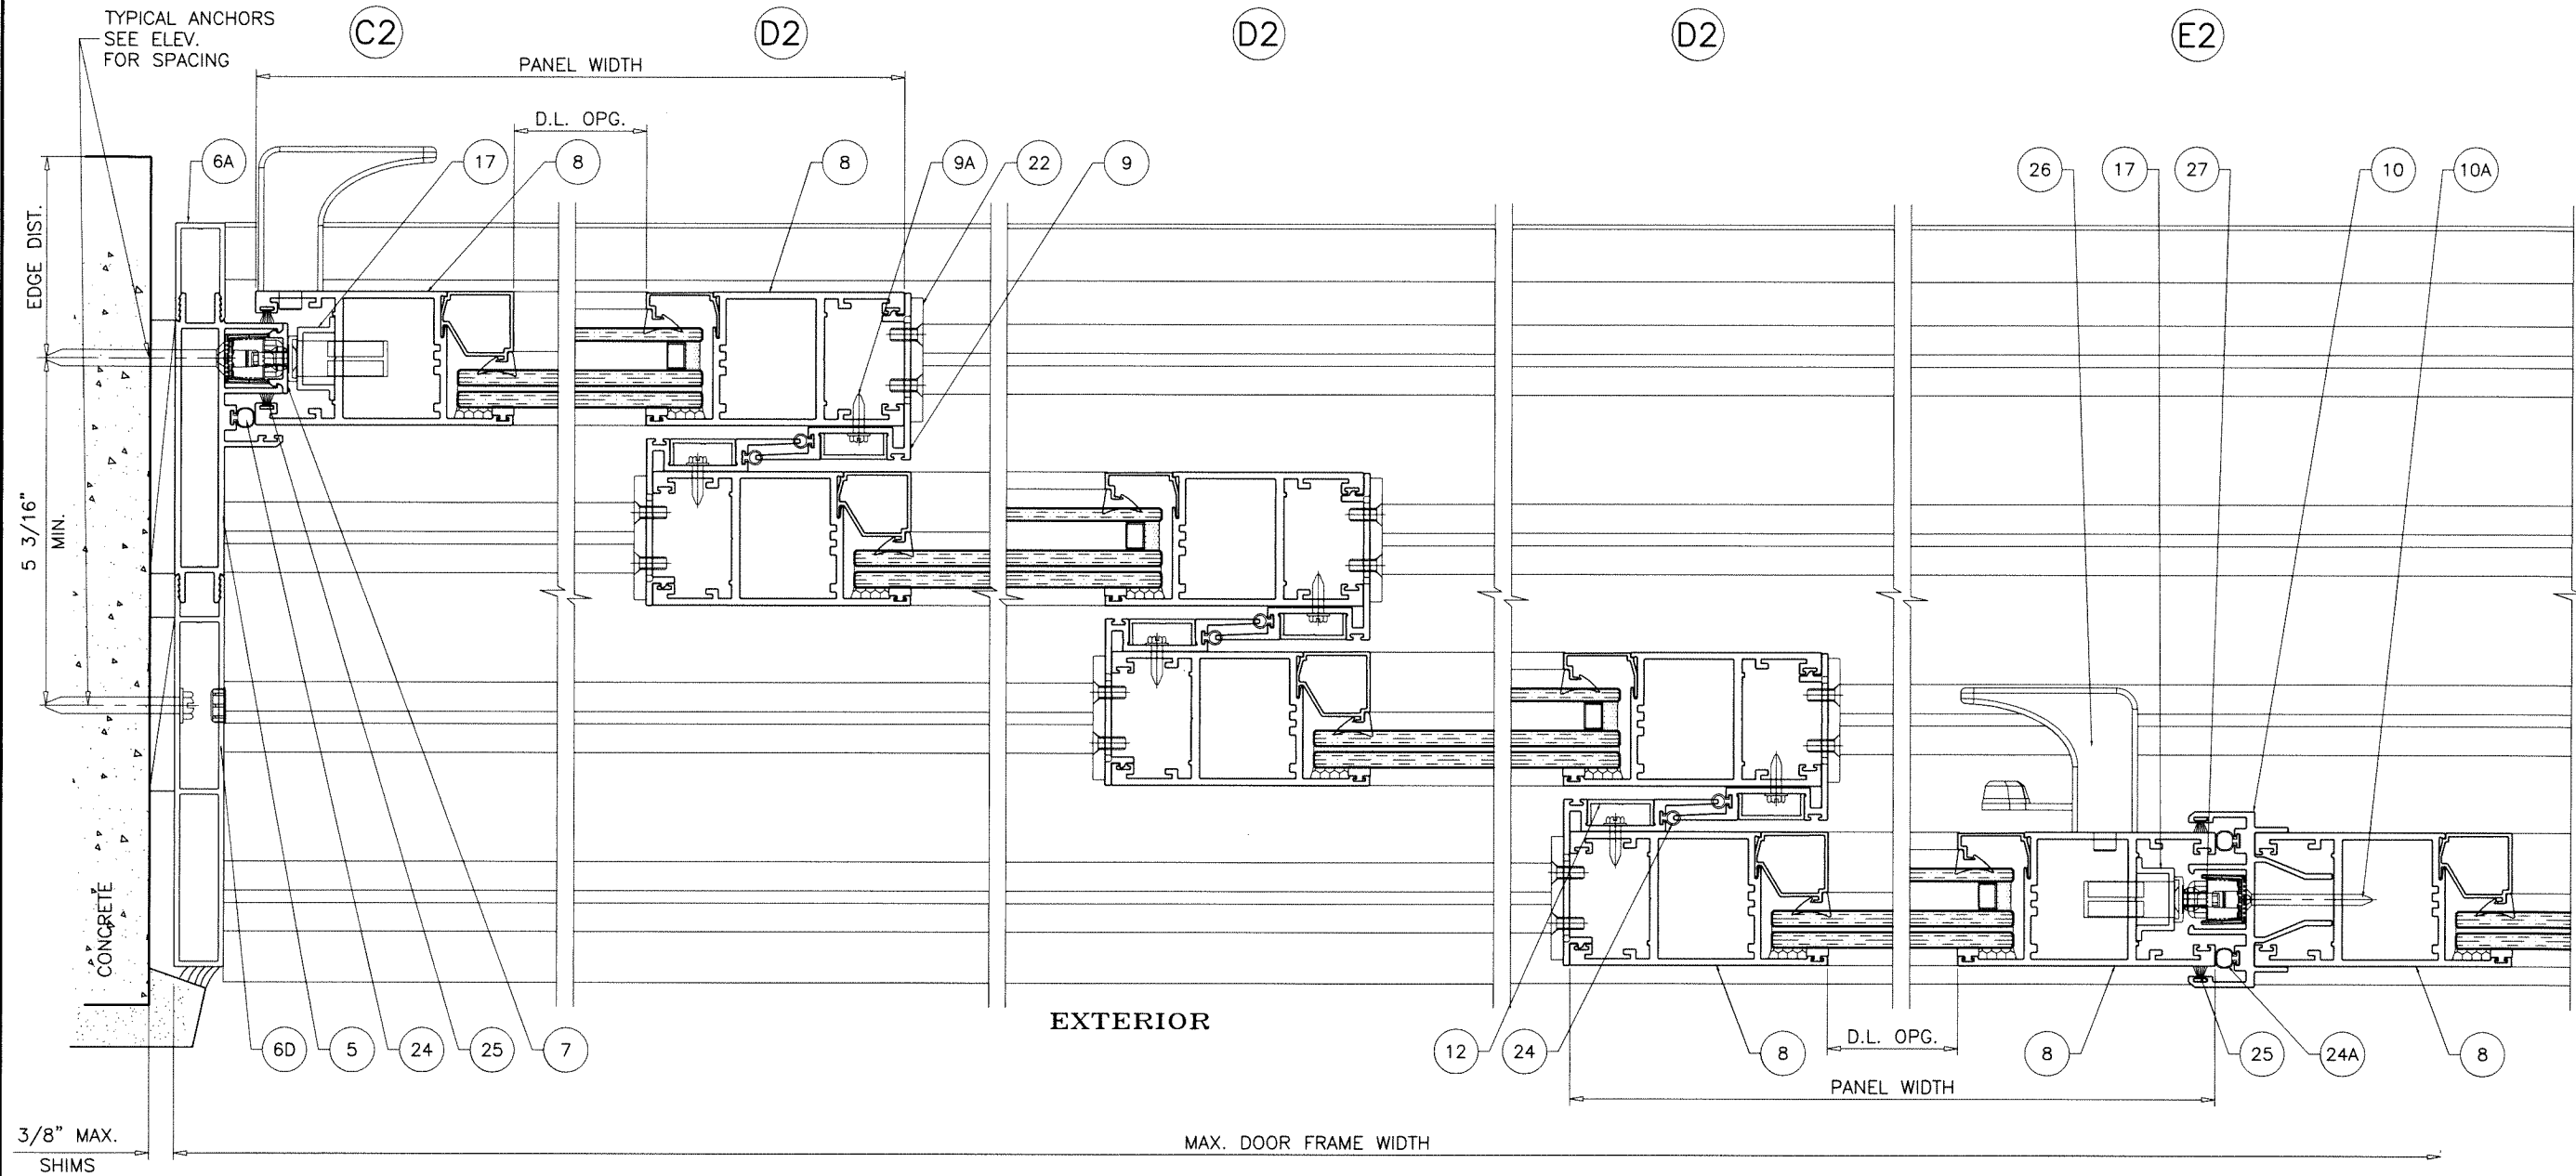 TYPICAL ANCHORS
SEE ELEV.
FOR SPACING
C2
D2
D2
D2
E2
PANEL WIDTH
D.L. OPG.
6A
17
8
8
9A
22
9
26
17
27
10
10A
EDGE DIST.
5 3/16"
MIN.
CONCRETE
EXTERIOR
6D
5
24
25
7
12
24
8
D.L. OPG.
8
25
24A
8
PANEL WIDTH
3/8" MAX.
SHIMS
MAX. DOOR FRAME WIDTH